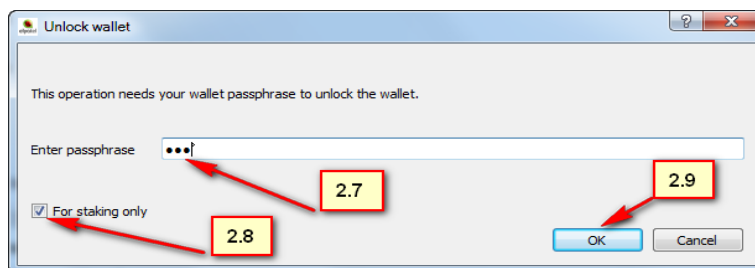 Unlock wallet
This operation needs your wallet passphrase to unlock the wallet.
Enter passphrase
2.7
2.9
For staking only
2.8
OK
Cancel